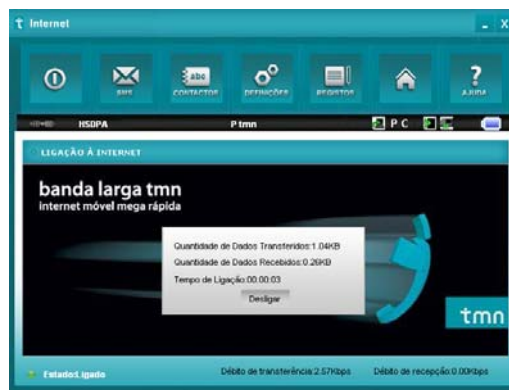 Internet
SMS
abc
CONTACTOS
DEFINIÇÕES
REGISTOS
?
AJUDA
HSDPA P tmn PC
LIGAÇÃO À INTERNET
banda larga tmn
internet móvel mega rápida
Quantidade de Dados Transferidos:1.04KB
Quantidade de Dados Recebidos:0.26KB
Tempo de Ligação:00:00:03
Desligar
tmn
Estado:Ligado Débito de transferência:2.57Kbps Débito de recepção:0.00Kbps